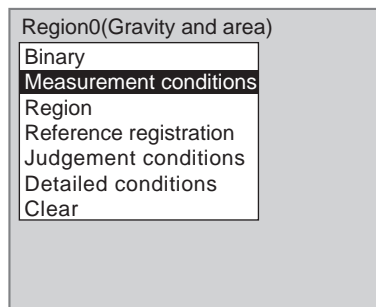 Region0(Gravity and area)
Binary
Measurement conditions
Region
Reference registration
Judgement conditions
Detailed conditions
Clear